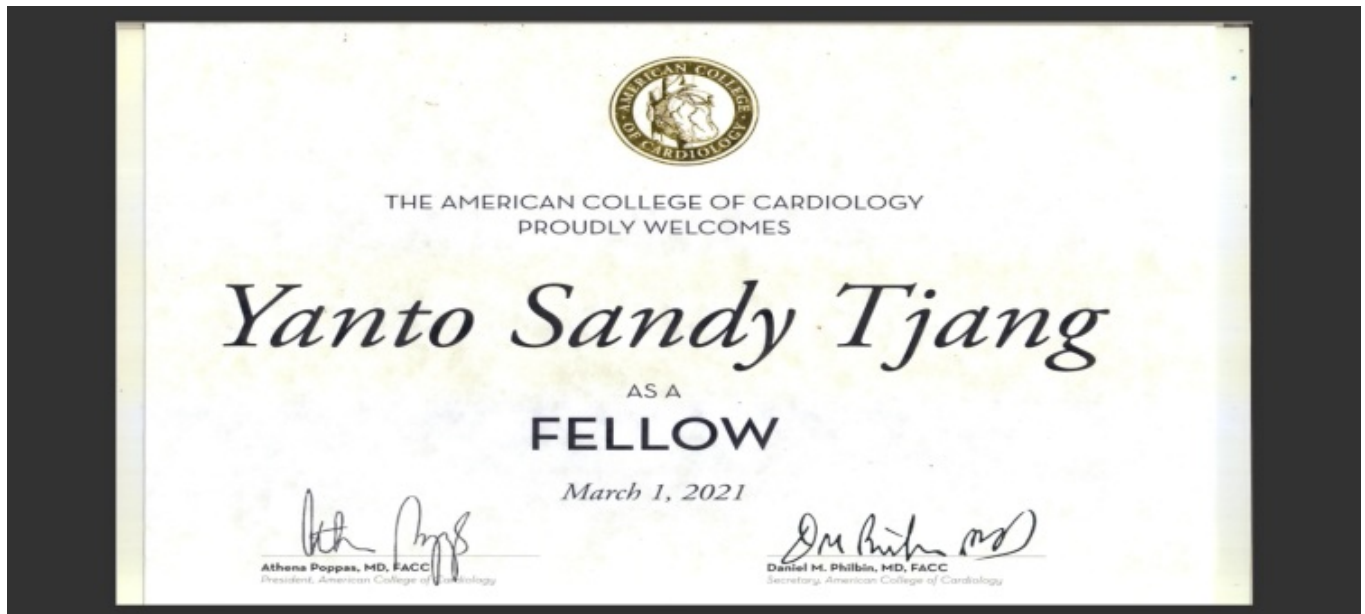 AMERICAN COLLEGE OF CARDIOLOGY
THE AMERICAN COLLEGE OF CARDIOLOGY
PROUDLY WELCOMES
Yanto Sandy Tjang
AS A
FELLOW
March 1, 2021
Athena Poppas, MD, FACC
President, American College of Cardiology
Daniel M. Philbin, MD, FACC
Secretary, American College of Cardiology